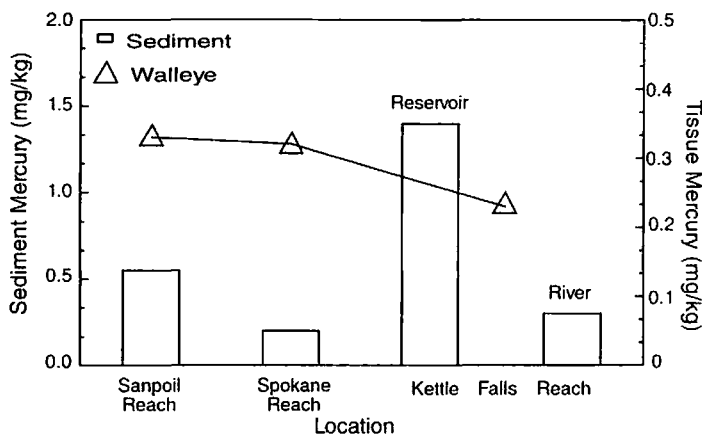 Sediment Mercury (mg/kg)
2.0
1.5
1.0
0.5
0.0
Sediment
Walleye
Reservoir
River
0.5
0.4
0.3
0.2
0.1
0
Tissue Mercury (mg/kg)
Sanpoil
Reach
Spokane
Reach
Kettle Falls Reach
Location